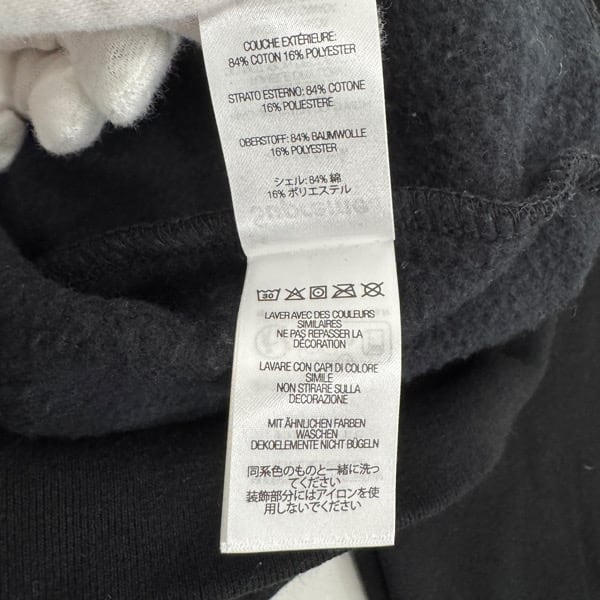 COUCHE EXTÉRIEURE:
84% COTON 16% POLYESTER
STRATO ESTERNO: 84% COTONE
16% POLIESTERE
OBERSTOFF: 84% BAUMWOLLE
16% POLYESTER
シェル: 84% 綿
16% ポリエステル
30
LAVER AVEC DES COULEURS
SIMILAIRES
NE PAS REPASSER LA
DÉCORATION
LAVARE CON CAPI DI COLORE
SIMILE
NON STIRARE SULLA
DECORAZIONE
MIT ÄHNLICHEN FARBEN
WASCHEN
DEKOELEMENTE NICHT BÜGELN
同系色のものと一緒に洗っ
てください
装飾部分にはアイロンを使
用しないでください